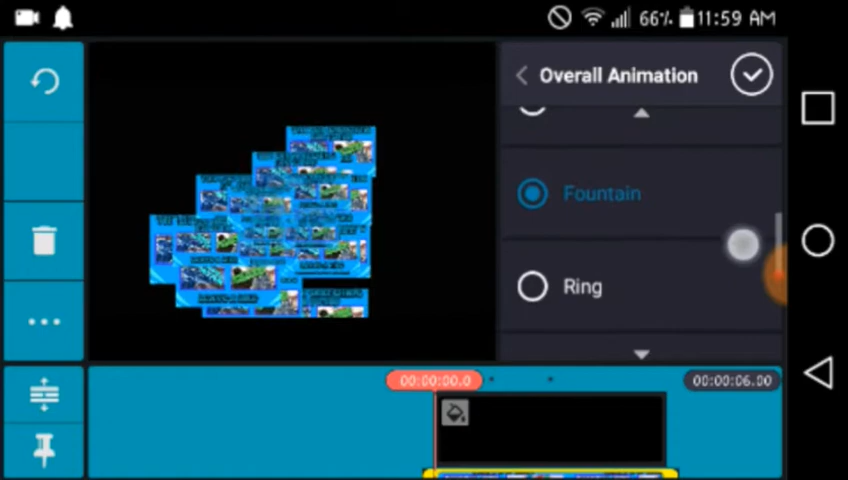 66% 11:59 AM
Overall Animation
Fountain
Ring
00:00:00.0
00:00:06.00